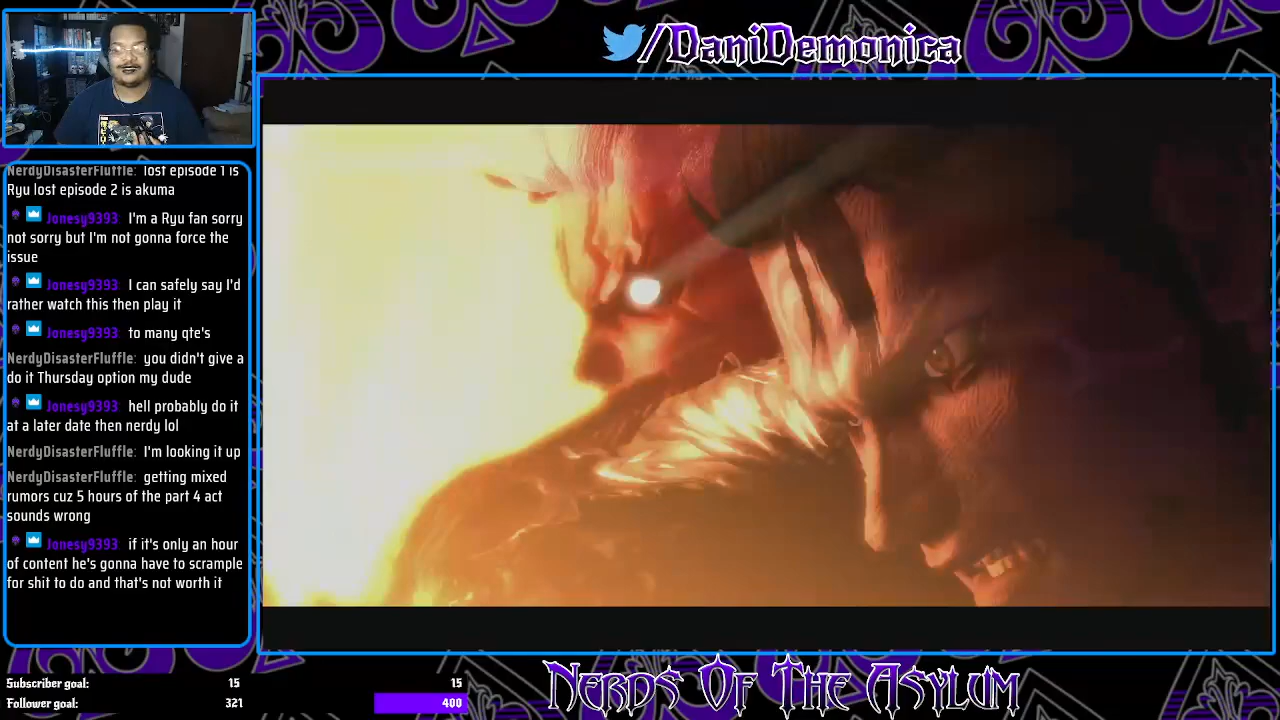 /DaniDemonica
NerdyDisasterFluffle: lost episode 1 is
Ryu lost episode 2 is akuma
Jonesy9393 I'm a Ryu fan sorry
not sorry but I'm not gonna force the
issue
Jonesy9393 I can safely say I'd
rather watch this then play it
Jonesy9393 to many qte's
NerdyDisasterFluffle: you didn't give a
do it Thursday option my dude
Jonesy9393 hell probably do it
at a later date then nerdy lol
NerdyDisasterFluffle: I'm looking it up
NerdyDisasterFluffle: getting mixed
rumors cuz 5 hours of the part 4 act
sounds wrong
Jonesy9393 if it's only an hour
of content he's gonna have to scrample
for shit to do and that's not worth it
Subscriber goal: 15 15
Follower goal: 321 400
Nerds Of The Asylum